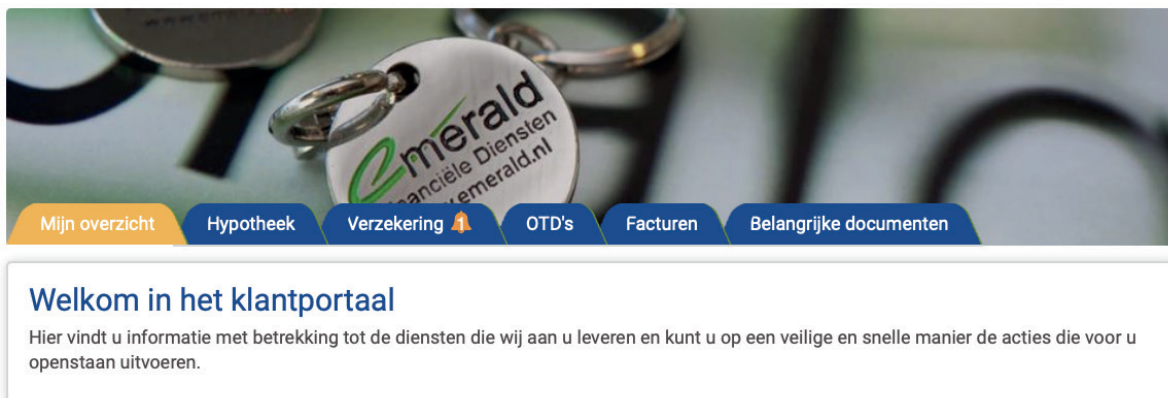 emerald
Financiële Diensten
emerald.nl
Mijn overzicht
Hypotheek
Verzekering 1
OTD's
Facturen
Belangrijke documenten
Welkom in het klantportaal
Hier vindt u informatie met betrekking tot de diensten die wij aan u leveren en kunt u op een veilige en snelle manier de acties die voor u
openstaan uitvoeren.